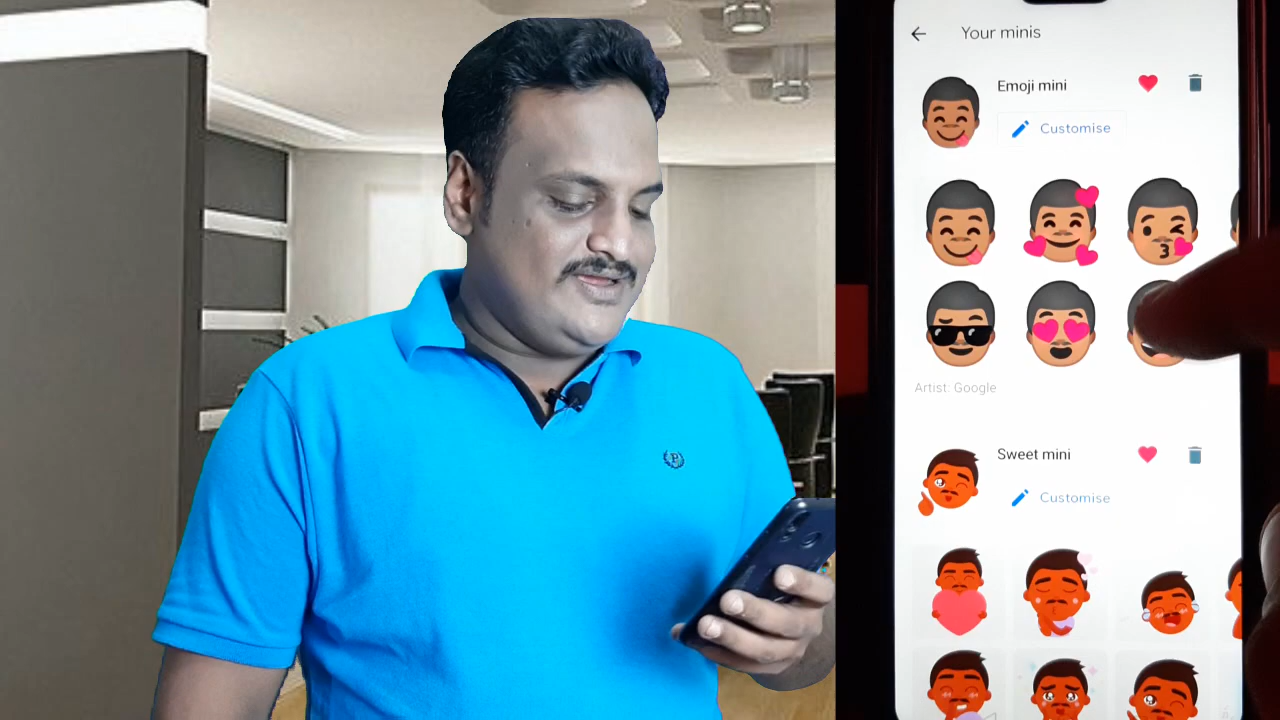 Your minis
Emoji mini
Customise
Artist: Google
Sweet mini
Customise
P